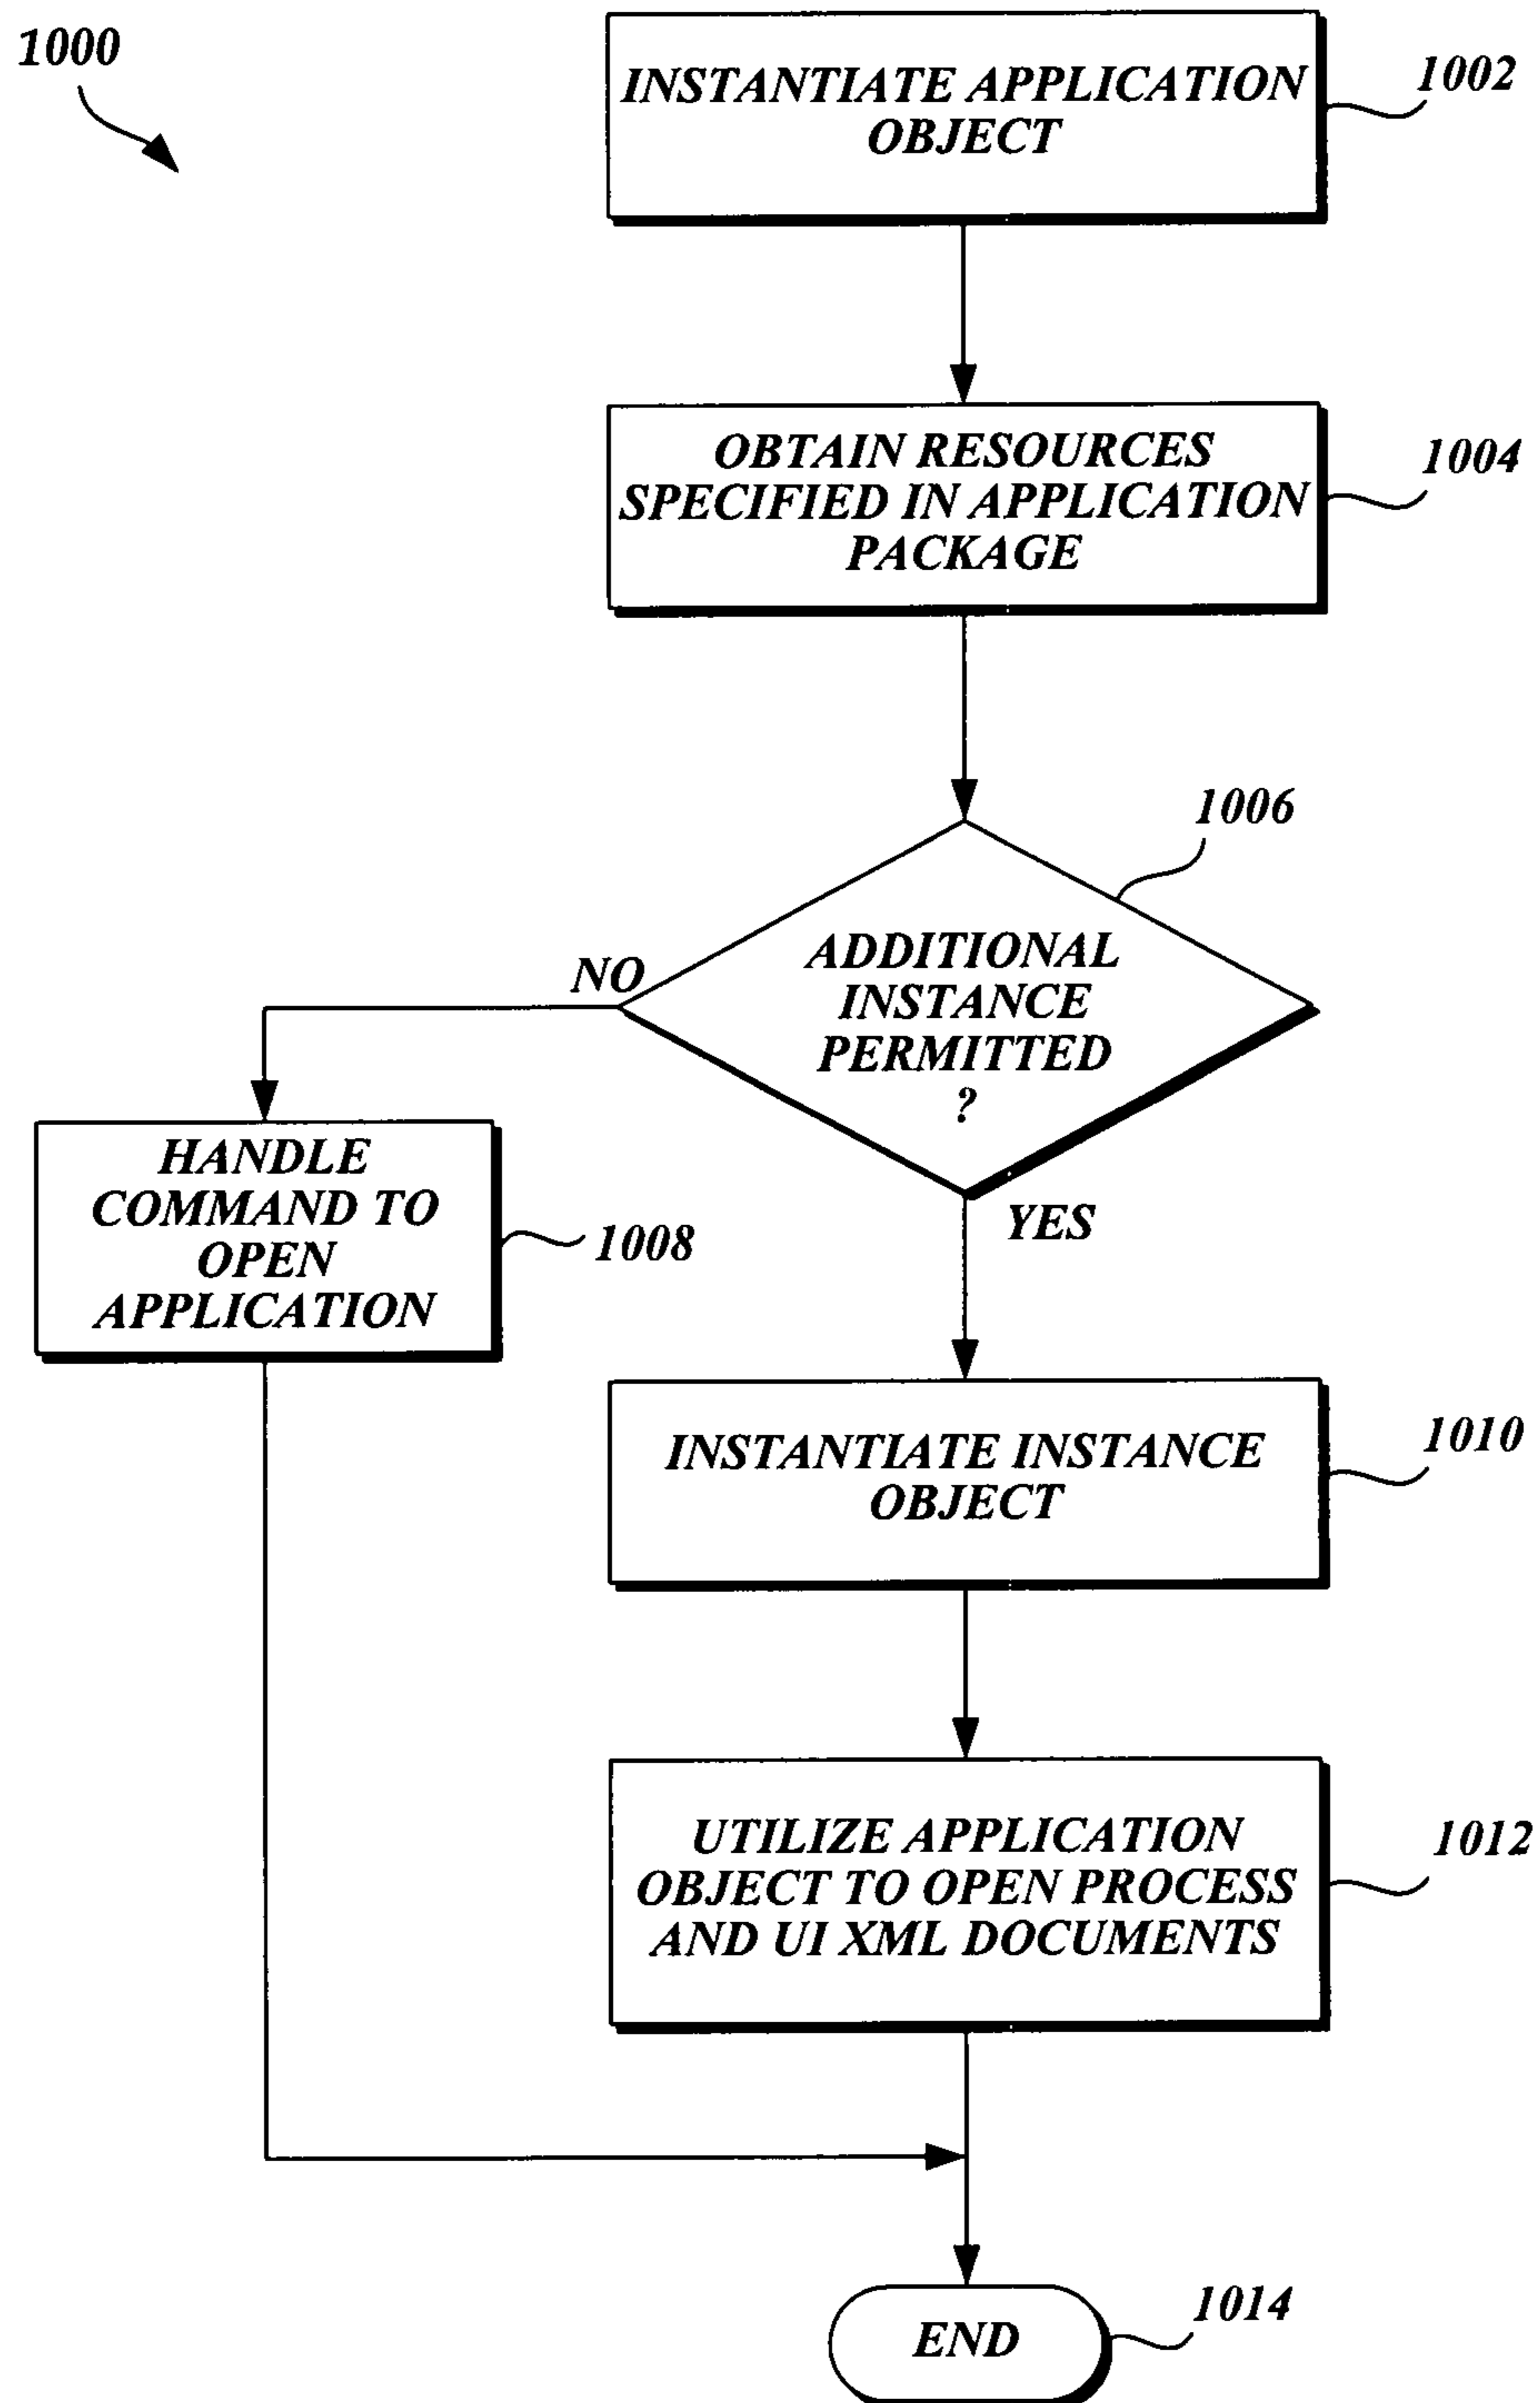 1000
INSTANTIATE APPLICATION
OBJECT
1002
OBTAIN RESOURCES
SPECIFIED IN APPLICATION
PACKAGE
1004
1006
ADDITIONAL
INSTANCE
PERMITTED
?
NO
YES
HANDLE
COMMAND TO
OPEN
APPLICATION
1008
INSTANTIATE INSTANCE
OBJECT
1010
UTILIZE APPLICATION
OBJECT TO OPEN PROCESS
AND UI XML DOCUMENTS
1012
END
1014